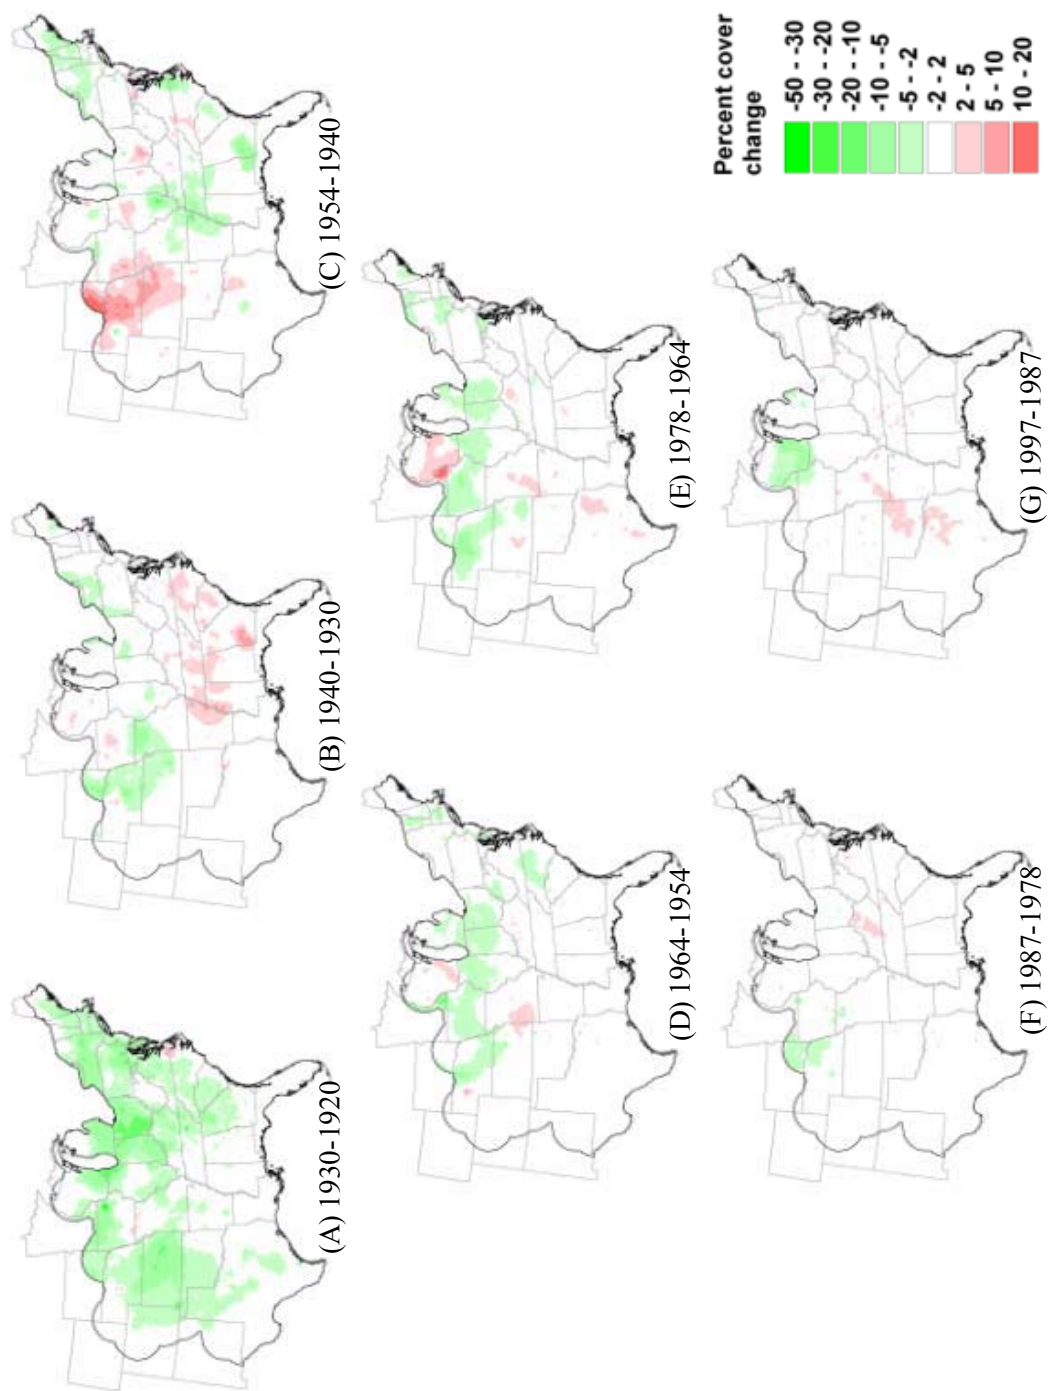 (A) 1930-1920
(B) 1940-1930
(C) 1954-1940
(D) 1964-1954
(E) 1978-1964
(F) 1987-1978
(G) 1997-1987
Percent cover
change
-50 - -30
-30 - -20
-20 - -10
-10 - -5
-5 - -2
-2 - 2
2 - 5
5 - 10
10 - 20